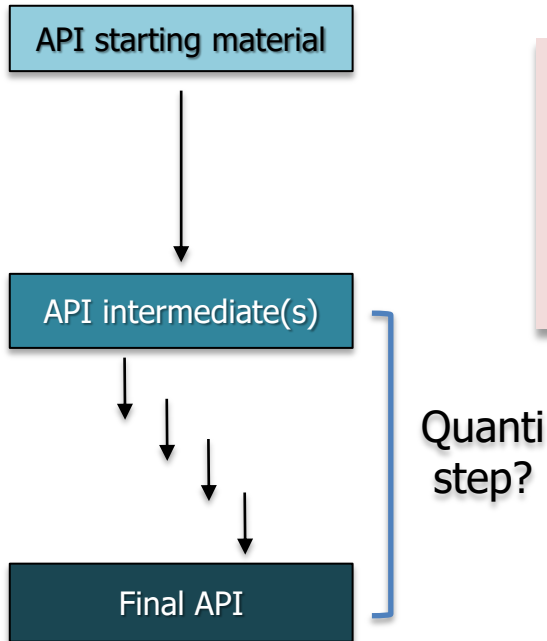 API starting material
API intermediate(s)
Quanti
step?
Final API